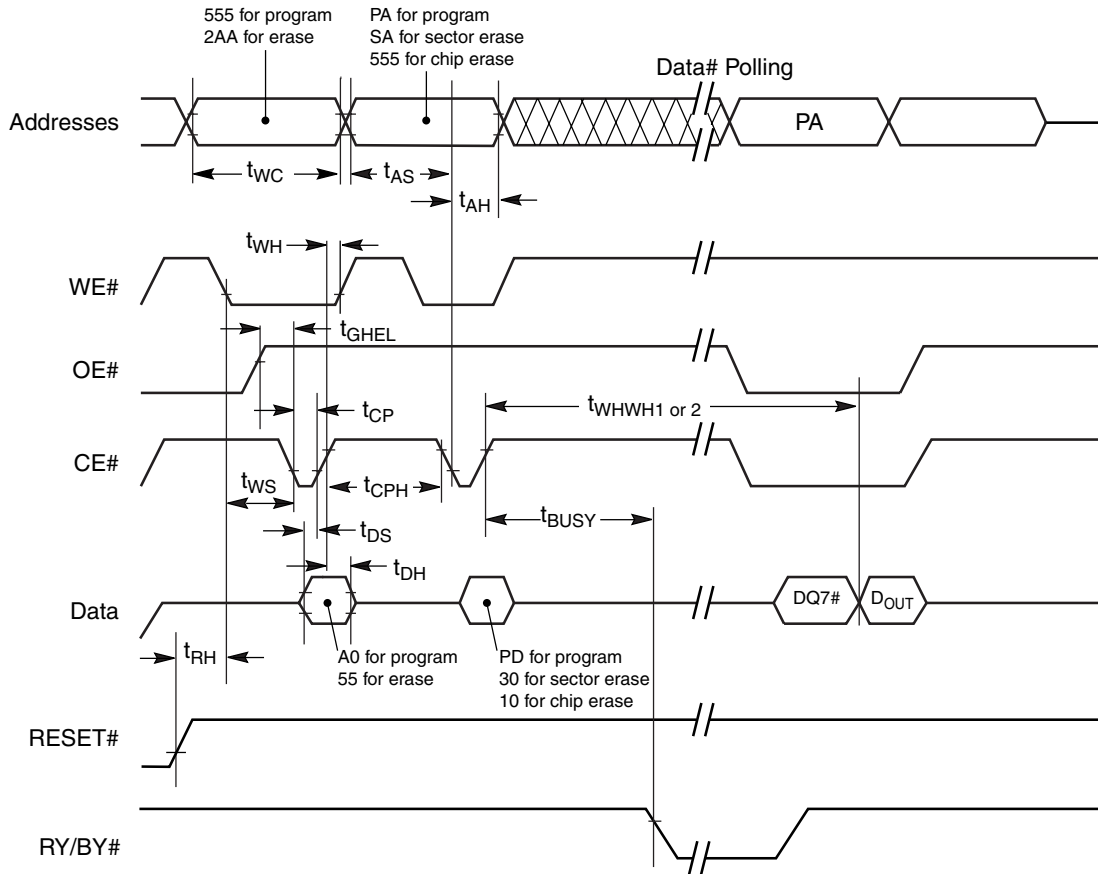 555 for program
2AA for erase
PA for program
SA for sector erase
555 for chip erase
Data# Polling
Addresses
PA
tWC
tAS
tAH
tWH
WE#
tGHEL
OE#
tWHWH1 or 2
tCP
CE#
tWS
tCPH
tBUSY
tDS
tDH
Data
DQ7#
DOUT
tRH
A0 for program
55 for erase
PD for program
30 for sector erase
10 for chip erase
RESET#
RY/BY#